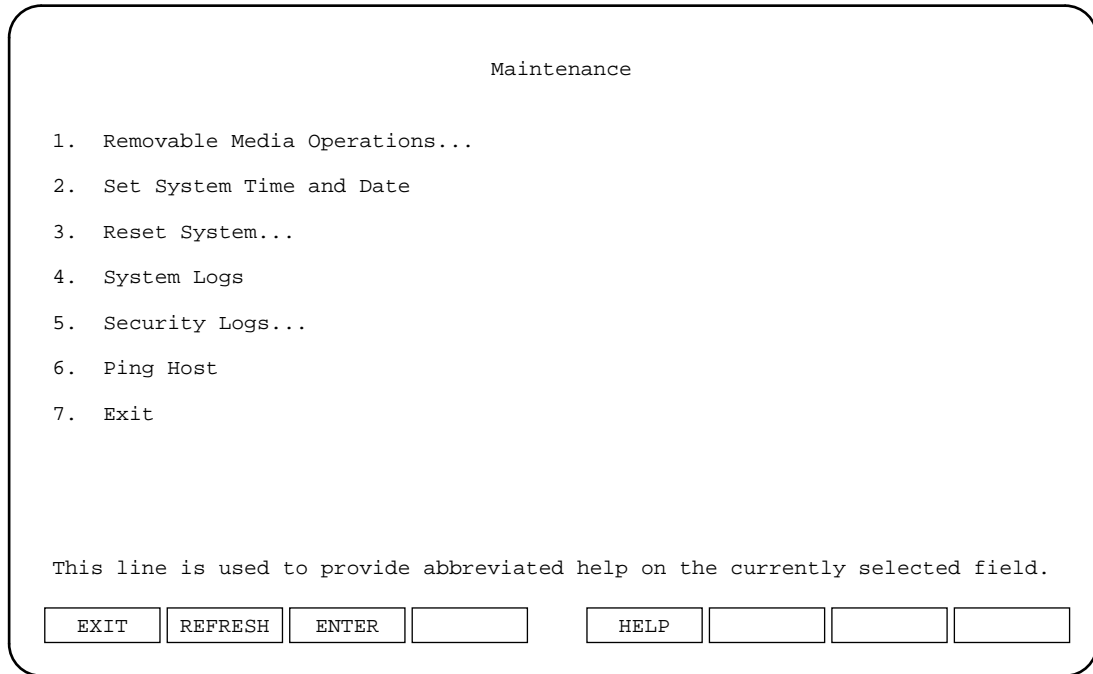 Maintenance
1. Removable Media Operations...
2. Set System Time and Date
3. Reset System...
4. System Logs
5. Security Logs...
6. Ping Host
7. Exit
This line is used to provide abbreviated help on the currently selected field.
EXIT REFRESH ENTER HELP